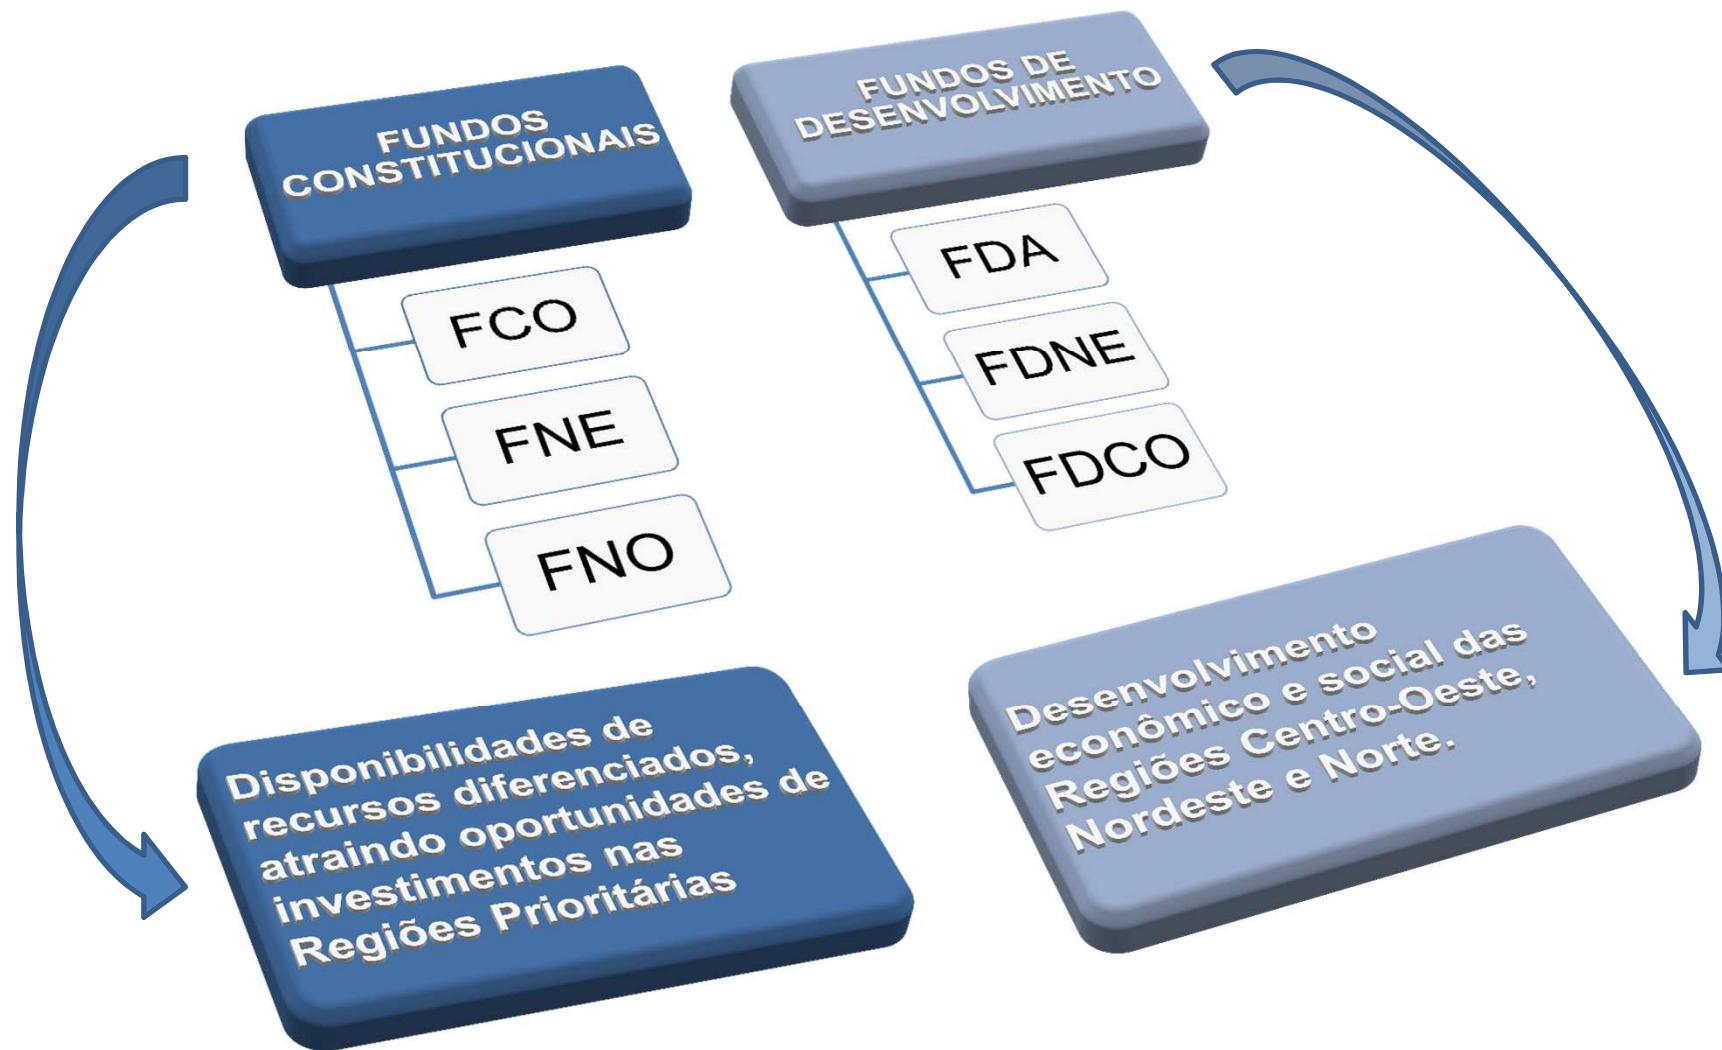 FUNDOS
CONSTITUCIONAIS
FCO
FNE
FNO
Disponibilidades de
recursos diferenciados,
atraindo oportunidades de
investimentos nas
Regiões Prioritárias
FUNDOS DE
DESENVOLVIMENTO
FDA
FDNE
FDCO
Desenvolvimento
econômico e social das
Regiões Centro-Oeste,
Nordeste e Norte.